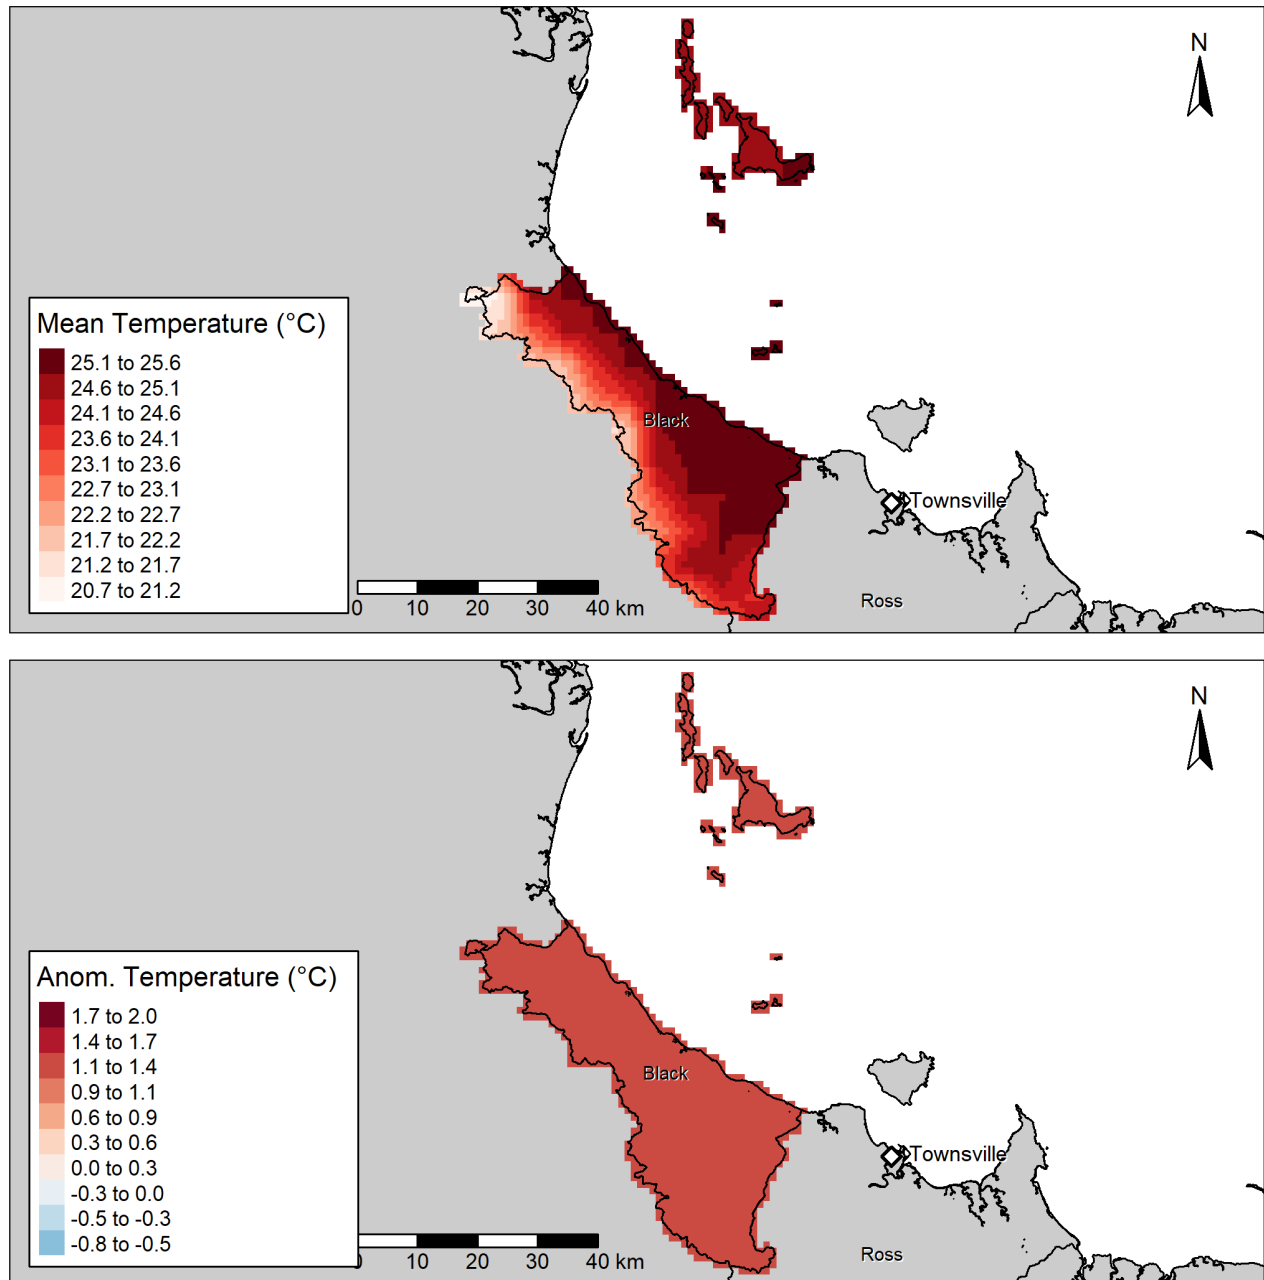 N
Mean Temperature (°C)
25.1 to 25.6
24.6 to 25.1
24.1 to 24.6
23.6 to 24.1
23.1 to 23.6
22.7 to 23.1
22.2 to 22.7
21.7 to 22.2
21.2 to 21.7
20.7 to 21.2
Black
Townsville
Ross
0 10 20 30 40 km
N
Anom. Temperature (°C)
1.7 to 2.0
1.4 to 1.7
1.1 to 1.4
0.9 to 1.1
0.6 to 0.9
0.3 to 0.6
0.0 to 0.3
-0.3 to 0.0
-0.5 to -0.3
-0.8 to -0.5
Black
Townsville
Ross
0 10 20 30 40 km